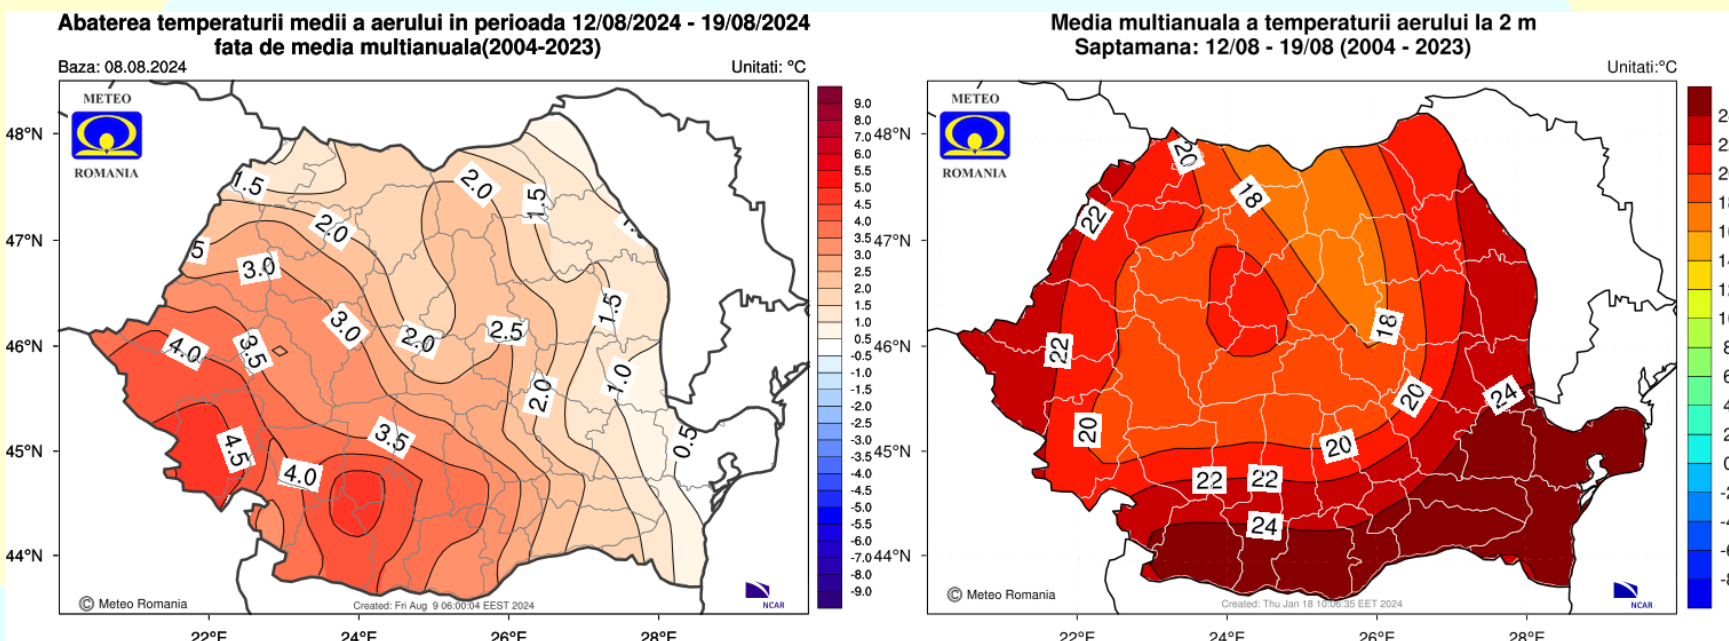 Abaterea temperaturii medii a aerului in perioada 12/08/2024 - 19/08/2024
fata de media multianuala(2004-2023)
Baza: 08.08.2024
Unitati: °C
METEO
ROMANIA
48°N
47°N
46°N
45°N
44°N
22°E
24°E
26°E
28°E
1.5
2.0
2.0
1.5
5
3.0
3.0
2.0
2.5
1.5
4.0
3.5
2.0
1.0
4.5
4.0
3.5
0.5
9.0
8.0
7.0
6.0
5.5
5.0
4.5
4.0
3.5
3.0
2.5
2.0
1.5
1.0
0.5
-0.5
-1.0
-1.5
-2.0
-2.5
-3.0
-3.5
-4.0
-4.5
-5.0
-5.5
-6.0
-7.0
-8.0
-9.0
© Meteo Romania
Created: Fri Aug 9 06:00:04 EEST 2024
NCAR
Media multianuala a temperaturii aerului la 2 m
Saptamana: 12/08 - 19/08 (2004 - 2023)
Unitati:°C
METEO
ROMANIA
48°N
47°N
46°N
45°N
44°N
22°E
24°E
26°E
28°E
20
18
22
18
22
20
20
24
20
22
22
24
© Meteo Romania
Created: Thu Jan 18 10:06:35 EET 2024
NCAR